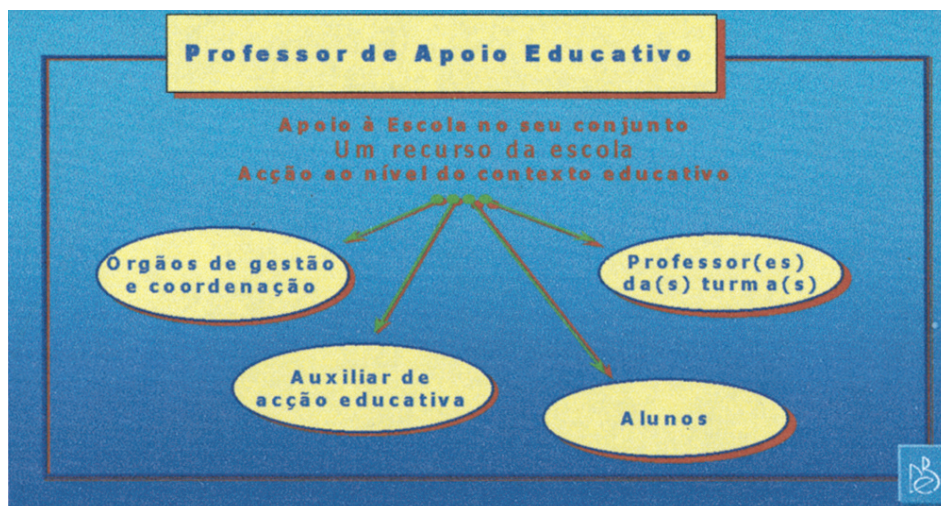 Professor de Apoio Educativo
Apoio à Escola no seu conjunto
Um recurso da escola
Acção ao nível do contexto educativo
Orgãos de gestão
e coordenação
Professor(es)
da(s) turma(s)
Auxiliar de
acção educativa
Alunos